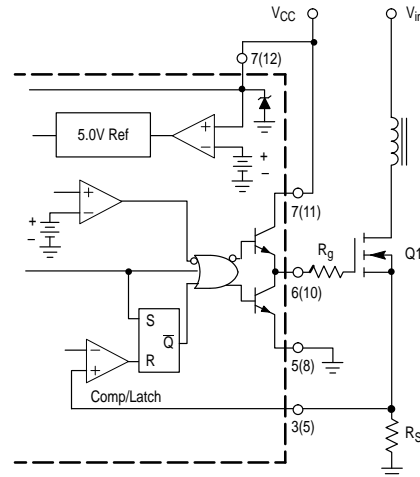 VCC
Vin
7(12)
5.0V Ref
+
–
+
–
+
–
+
–
7(11)
Rg
Q1
6(10)
S
Q
R
5(8)
–
+
Comp/Latch
3(5)
RS